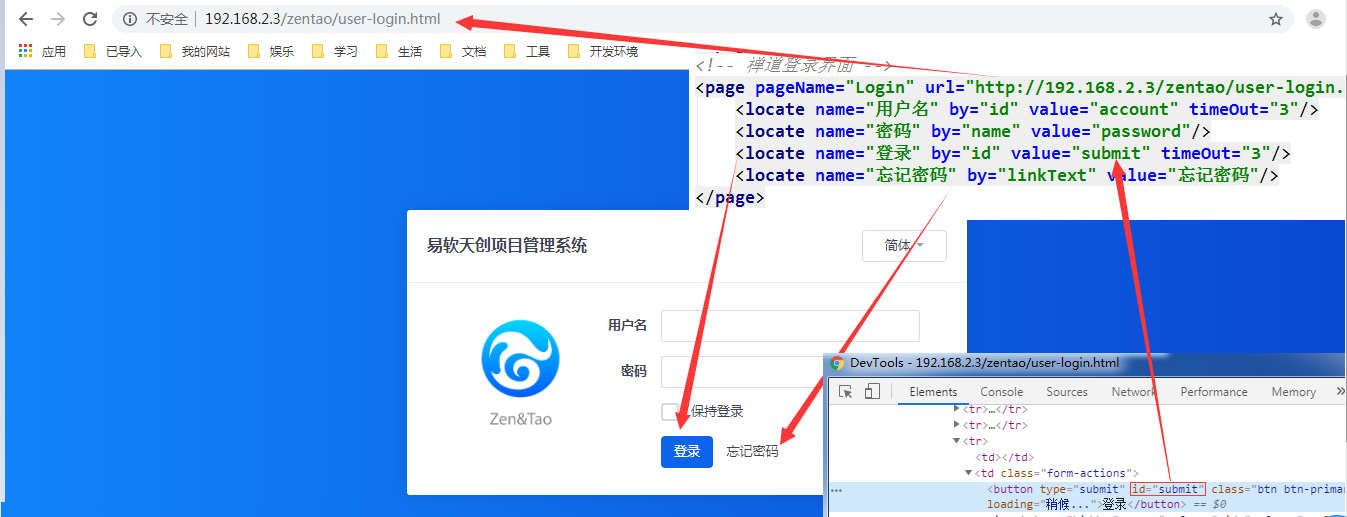 不安全 192.168.2.3/zentao/user-login.html
应用 已导入 我的网站 娱乐 学习 生活 文档 工具 开发环境
<!-- 禅道登录界面 -->
<page pageName="Login" url="http://192.168.2.3/zentao/user-login.
<locate name="用户名" by="id" value="account" timeOut="3"/>
<locate name="密码" by="name" value="password"/>
<locate name="登录" by="id" value="submit" timeOut="3"/>
<locate name="忘记密码" by="linkText" value="忘记密码"/>
</page>
易软天创项目管理系统 简体
用户名
密码
Zen&Tao
保持登录
登录 忘记密码
DevTools - 192.168.2.3/zentao/user-login.html
Elements Console Sources Network Performance Memory »
▶<tr>…</tr>
▶<tr>…</tr>
▼<tr>
<td></td>
▼<td class="form-actions">
… <button type="submit" id="submit" class="btn btn-primar
loading="稍候...">登录</button> == $0